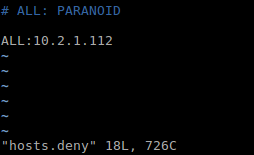 # ALL: PARANOID
ALL:10.2.1.112
~
~
~
~
~
~
"hosts.deny" 18L, 726C